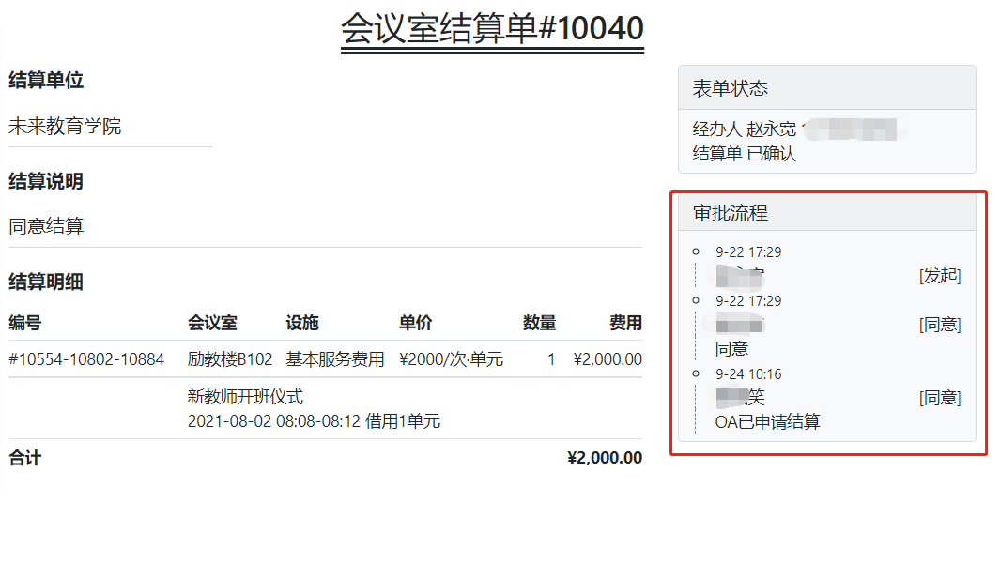 会议室结算单#10040
结算单位
未来教育学院
结算说明
同意结算
结算明细
编号 会议室 设施 单价 数量 费用
#10554-10802-10884 励教楼B102 基本服务费用 ¥2000/次·单元 1 ¥2,000.00
新教师开班仪式
2021-08-02 08:08-08:12 借用1单元
合计 ¥2,000.00
表单状态
经办人 赵永宽
结算单 已确认
审批流程
9-22 17:29
[发起]
9-22 17:29
[同意]
同意
9-24 10:16
笑 [同意]
OA已申请结算